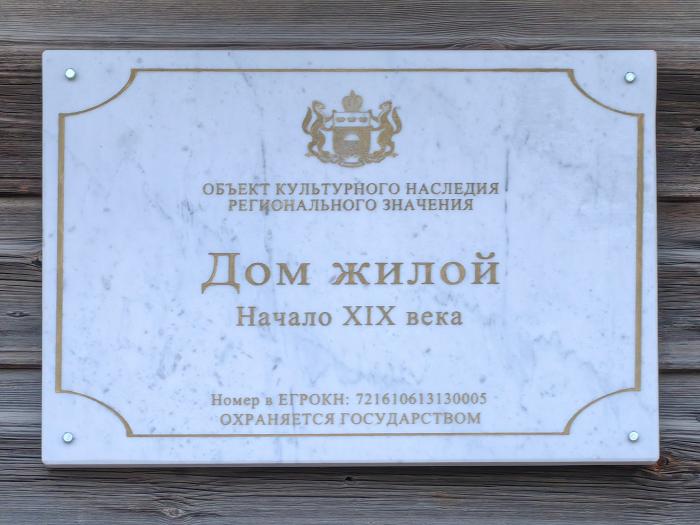 ОБЪЕКТ КУЛЬТУРНОГО НАСЛЕДИЯ
РЕГИОНАЛЬНОГО ЗНАЧЕНИЯ
Дом жилой
Начало XIX века
Номер в ЕГРОКН: 721610613130005
ОХРАНЯЕТСЯ ГОСУДАРСТВОМ